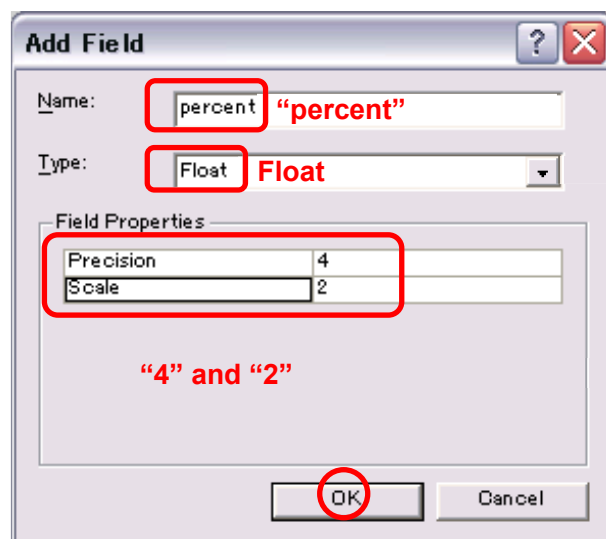 Add Field
?
Name: percent “percent”
Type: Float Float
Field Properties
Precision 4
Scale 2
“4” and “2”
OK Cancel